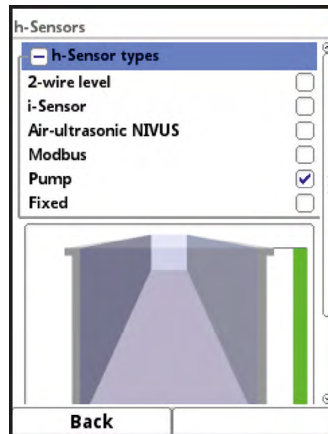 h-Sensors
h-Sensor types
2-wire level
i-Sensor
Air-ultrasonic NIVUS
Modbus
Pump
Fixed
Back